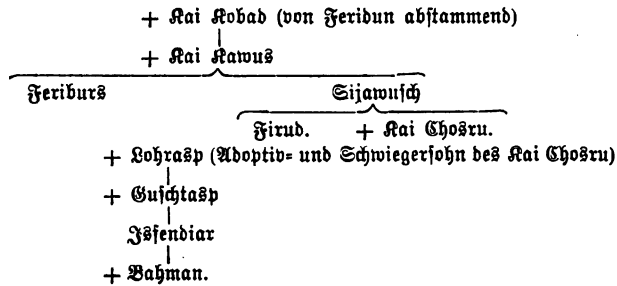 + Kai Kobad (von Feridun abstammend)
+ Kai Kawus
Feriburs Sijawusch
Firud. + Kai Chosru.
+ Lohrasp (Adoptiv= und Schwiegersohn des Kai Chosru)
+ Guschtasp
Isfendiar
+ Bahman.